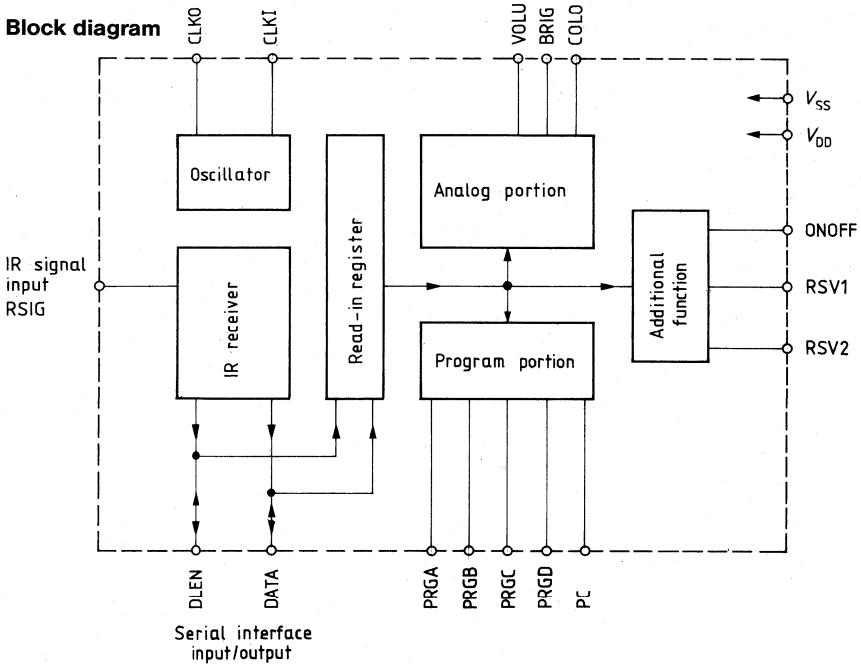 Block diagram
CLKO
CLKI
VOLU
BRIG
COLO
VSS
VDD
Oscillator
Analog portion
Read-in register
ONOFF
IR signal
input
RSIG
IR receiver
Additional
function
RSV1
Program portion
RSV2
DLEN
DATA
PRGA
PRGB
PRGC
PRGD
PC
Serial interface
input/output